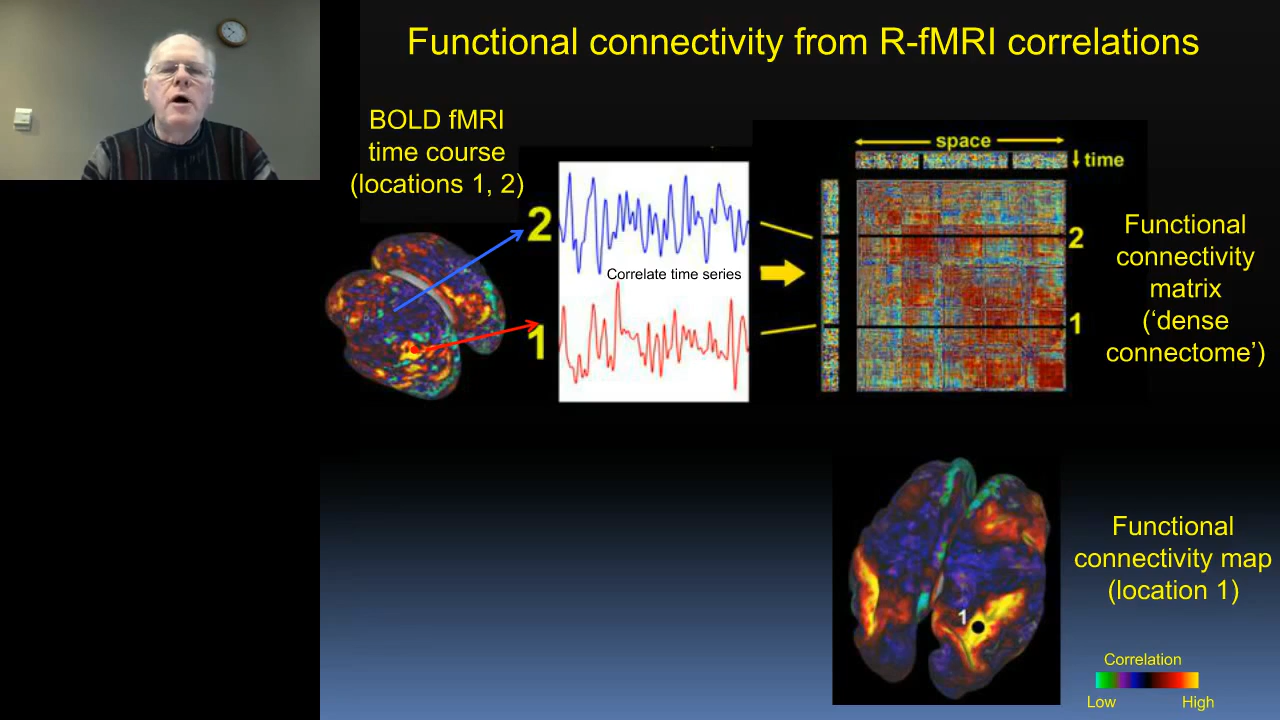 Functional connectivity from R-fMRI correlations
BOLD fMRI
time course
(locations 1, 2)
space
time
2
Correlate time series
1
2
1
Functional
connectivity
matrix
(‘dense
connectome’)
1
Functional
connectivity map
(location 1)
Correlation
Low High